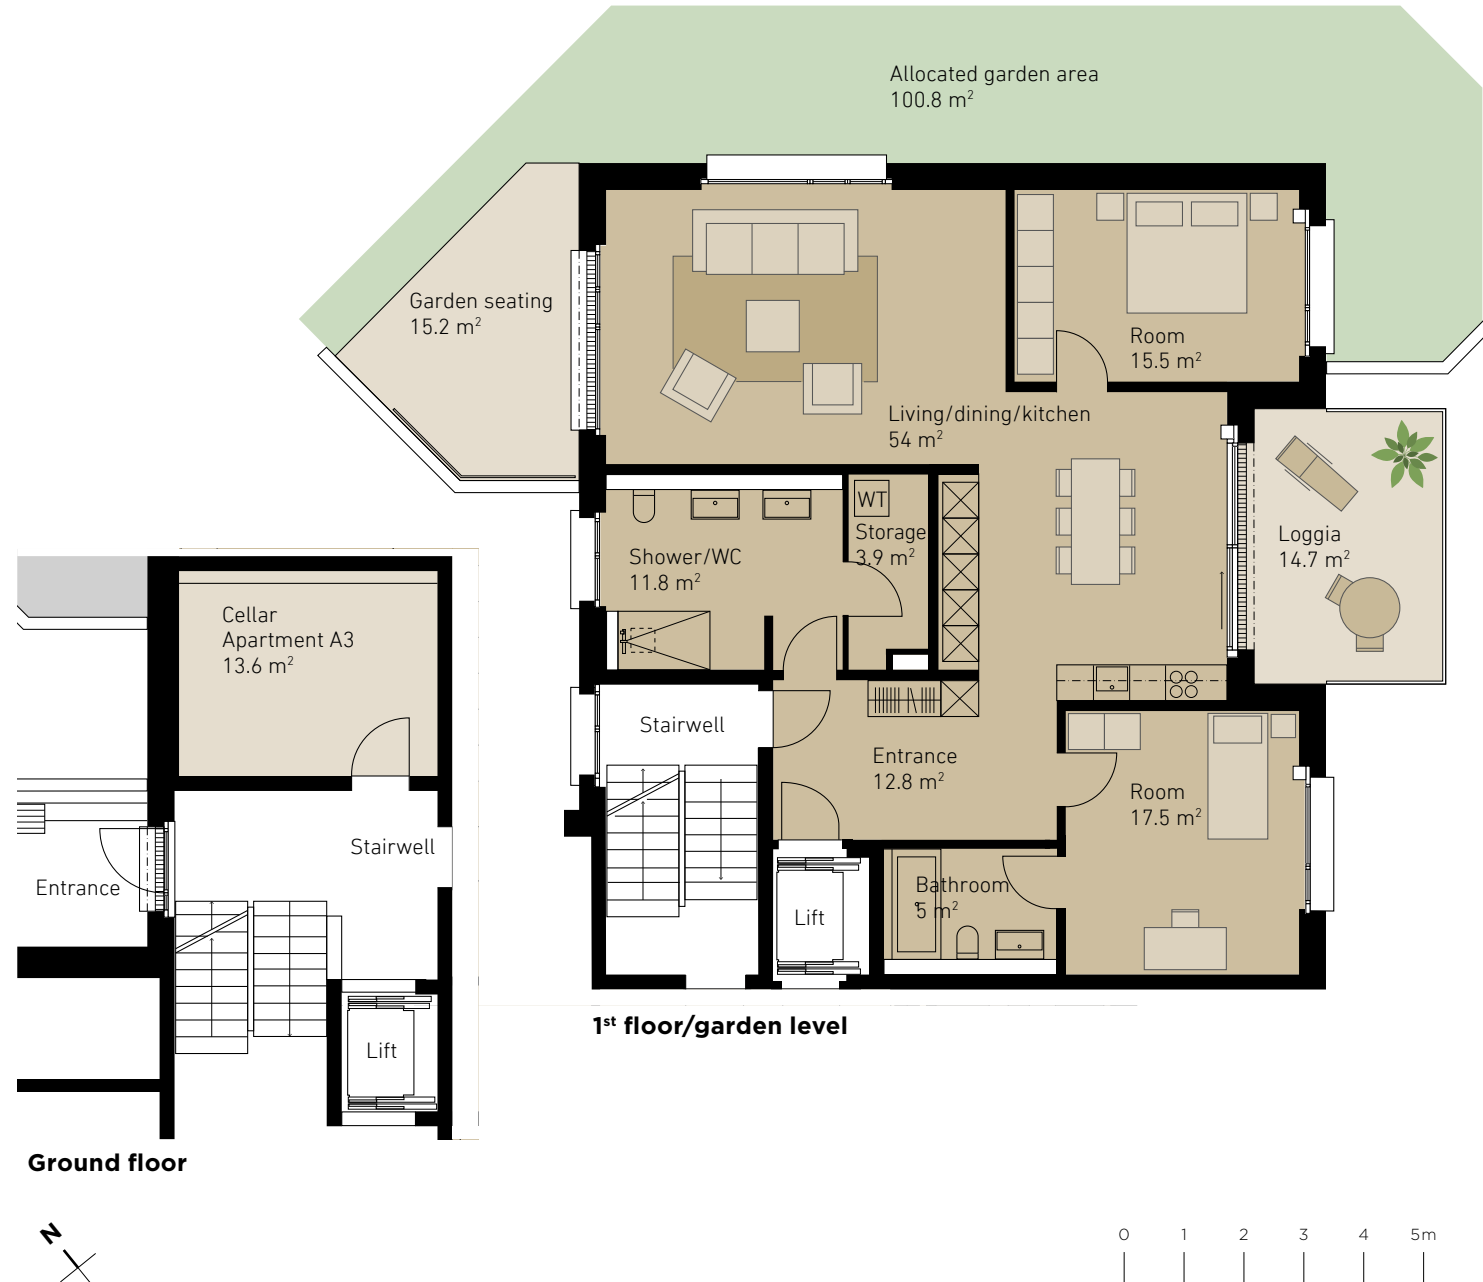 Allocated garden area
100.8 m²
Garden seating
15.2 m²
Room
15.5 m²
Living/dining/kitchen
54 m²
WT
Storage
3.9 m²
Shower/WC
11.8 m²
Loggia
14.7 m²
Cellar
Apartment A3
13.6 m²
Stairwell
Entrance
12.8 m²
Room
17.5 m²
Stairwell
Entrance
Bathroom
5 m²
Lift
Lift
1st floor/garden level
Ground floor
N
0 1 2 3 4 5m